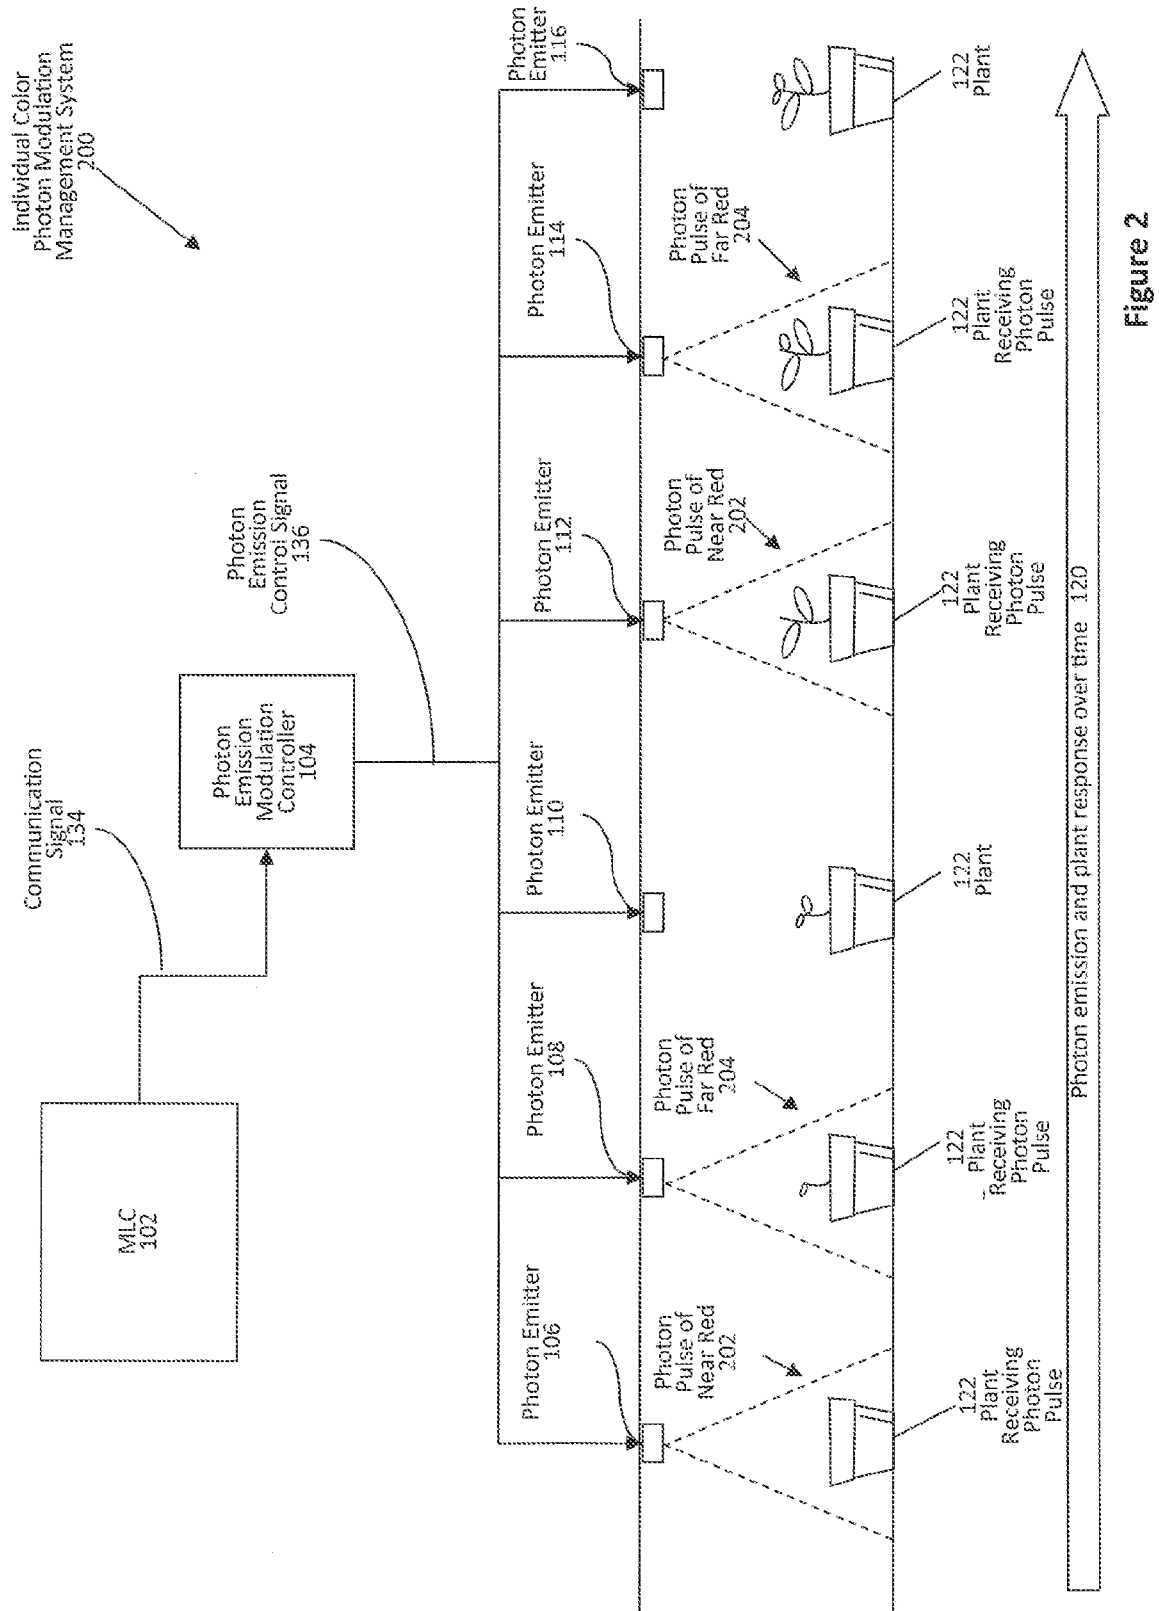 Individual Color
Photon Modulation
Management System
200
Communication
Signal
134
MLC
102
Photon
Emission
Modulation
Controller
104
Photon
Emission
Control Signal
136
Photon Emitter
106
Photon Emitter
108
Photon Emitter
110
Photon Emitter
112
Photon Emitter
114
Photon
Emitter
116
Photon
Pulse of
Near Red
202
Photon
Pulse of
Far Red
204
Photon
Pulse of
Near Red
202
Photon
Pulse of
Far Red
204
122
Plant
Receiving
Photon
Pulse
122
Plant
Receiving
Photon
Pulse
122
Plant
122
Plant
Receiving
Photon
Pulse
122
Plant
Receiving
Photon
Pulse
122
Plant
Photon emission and plant response over time 120
Figure 2